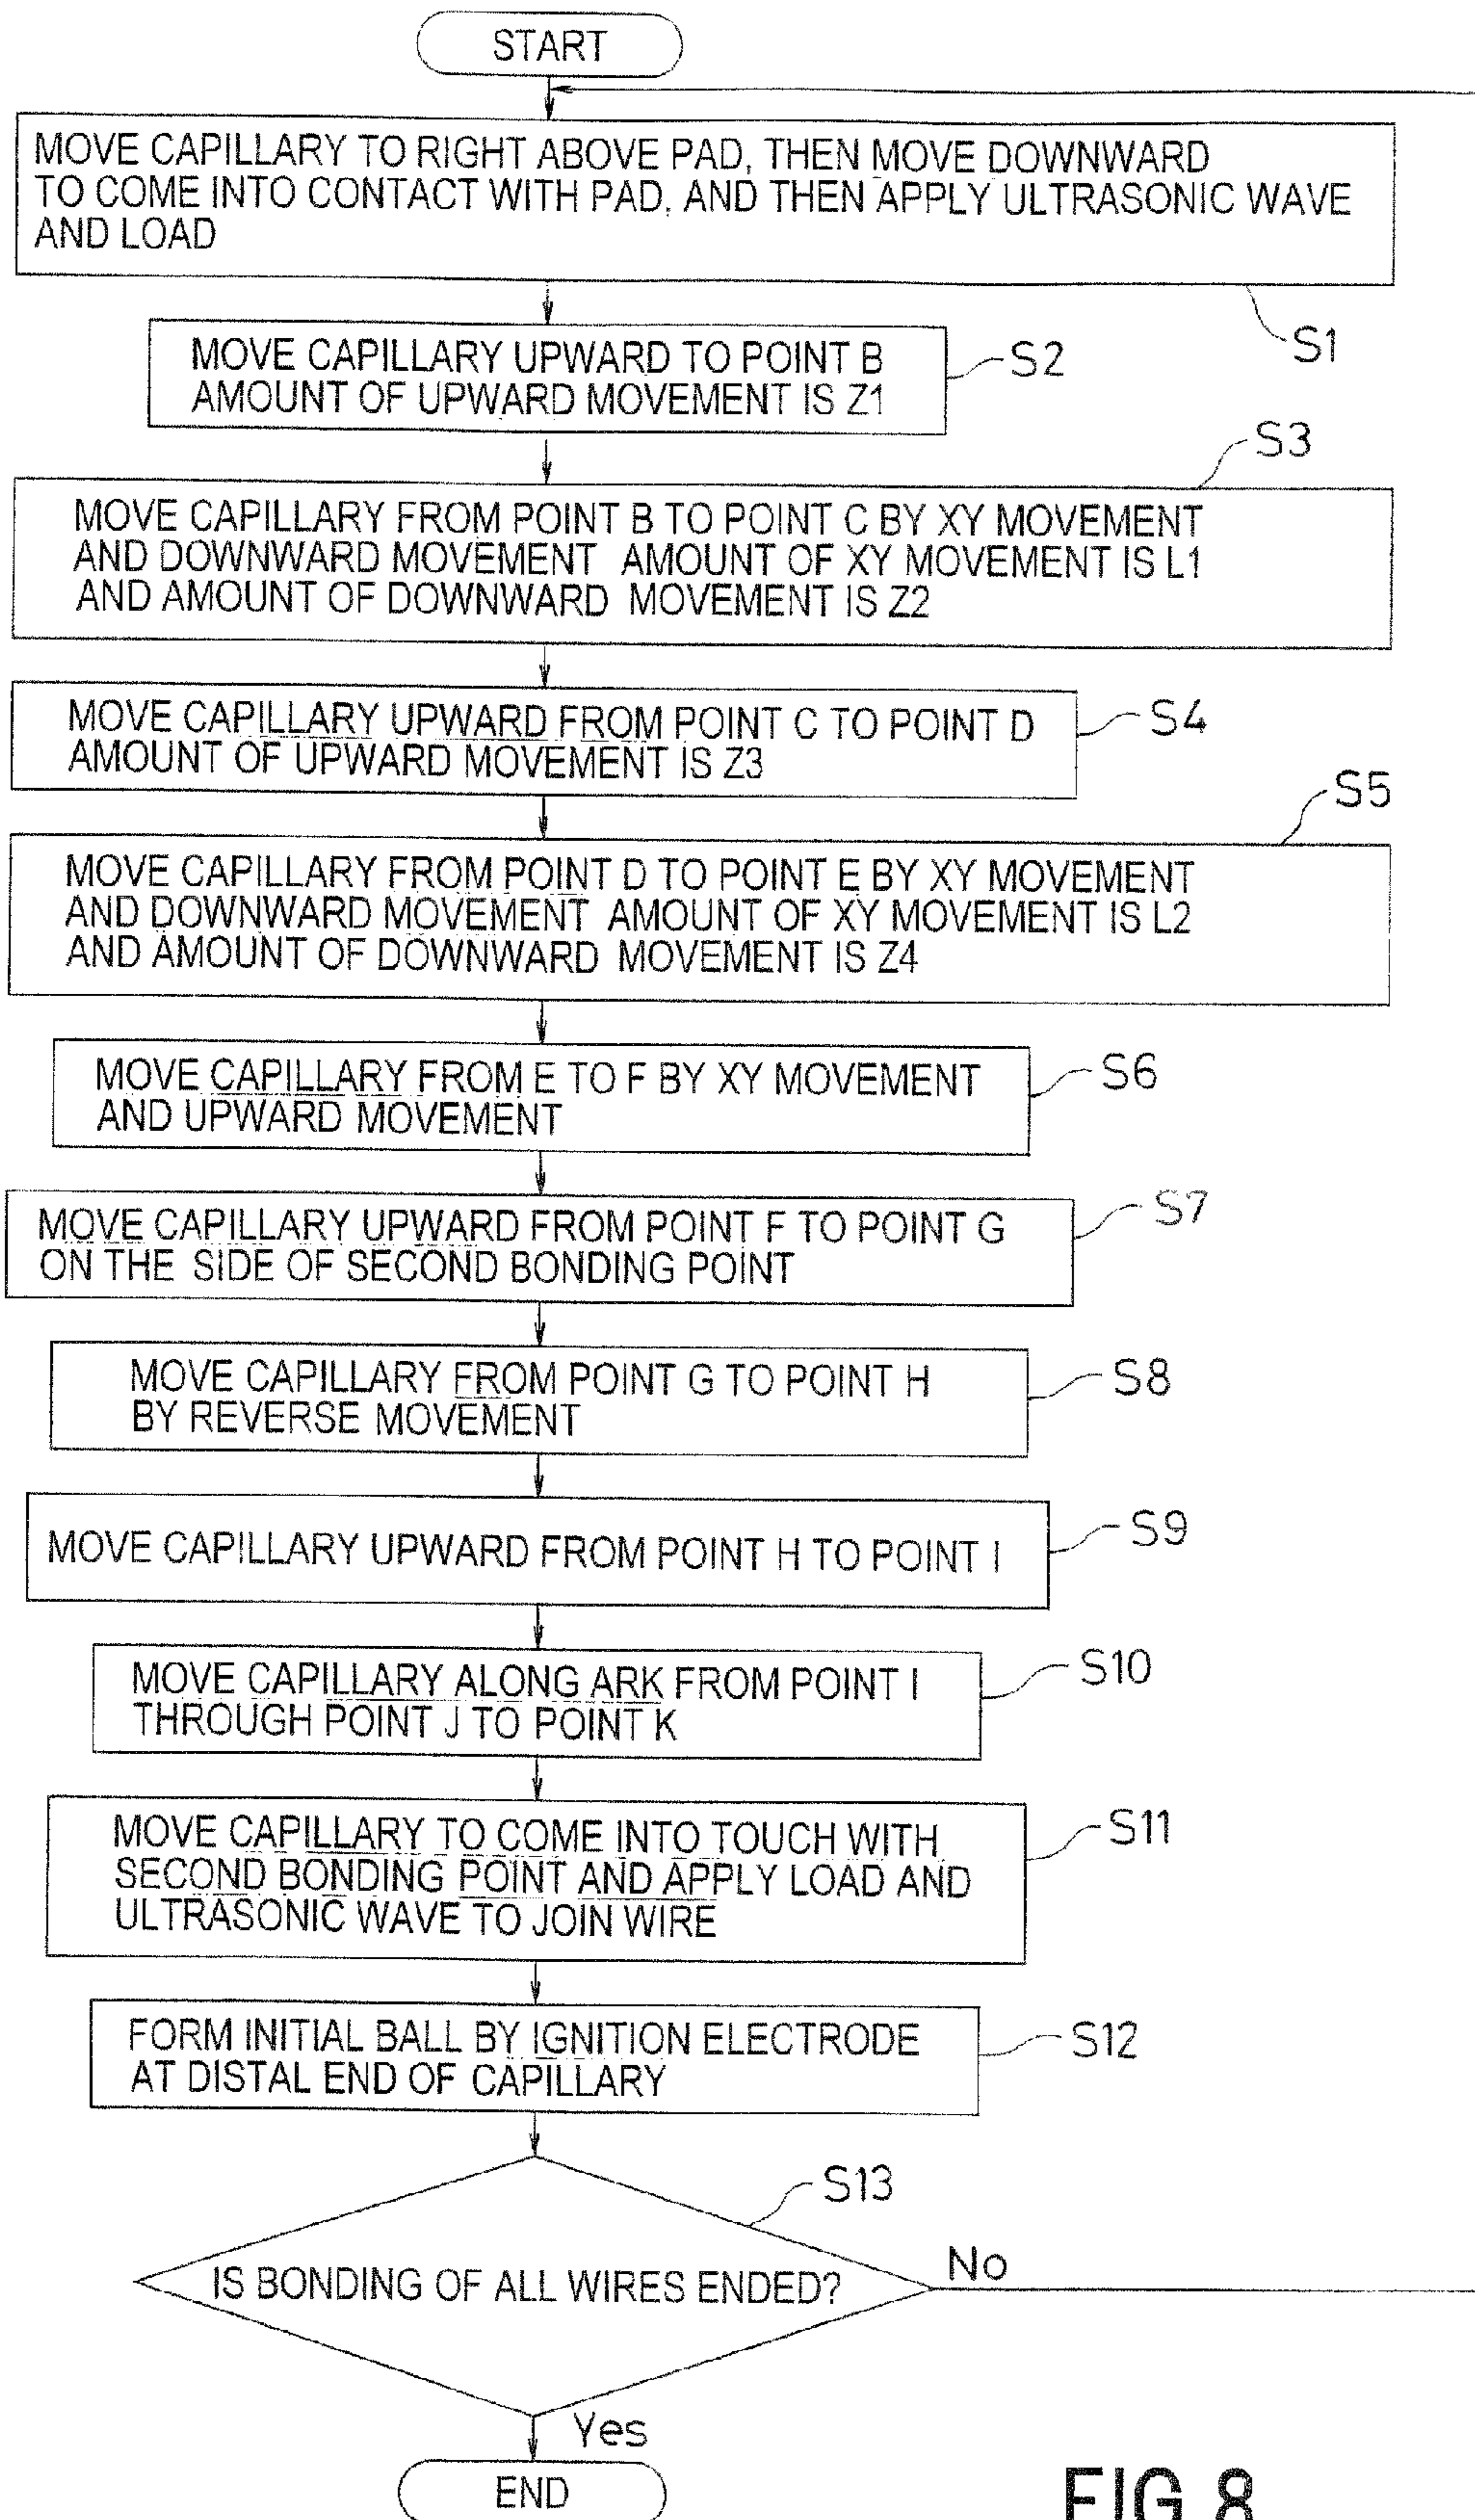 START
MOVE CAPILLARY TO RIGHT ABOVE PAD, THEN MOVE DOWNWARD
TO COME INTO CONTACT WITH PAD, AND THEN APPLY ULTRASONIC WAVE
AND LOAD
S1
MOVE CAPILLARY UPWARD TO POINT B
AMOUNT OF UPWARD MOVEMENT IS Z1
S2
S3
MOVE CAPILLARY FROM POINT B TO POINT C BY XY MOVEMENT
AND DOWNWARD MOVEMENT AMOUNT OF XY MOVEMENT IS L1
AND AMOUNT OF DOWNWARD MOVEMENT IS Z2
MOVE CAPILLARY UPWARD FROM POINT C TO POINT D
AMOUNT OF UPWARD MOVEMENT IS Z3
S4
S5
MOVE CAPILLARY FROM POINT D TO POINT E BY XY MOVEMENT
AND DOWNWARD MOVEMENT AMOUNT OF XY MOVEMENT IS L2
AND AMOUNT OF DOWNWARD MOVEMENT IS Z4
MOVE CAPILLARY FROM E TO F BY XY MOVEMENT
AND UPWARD MOVEMENT
S6
MOVE CAPILLARY UPWARD FROM POINT F TO POINT G
ON THE SIDE OF SECOND BONDING POINT
S7
MOVE CAPILLARY FROM POINT G TO POINT H
BY REVERSE MOVEMENT
S8
MOVE CAPILLARY UPWARD FROM POINT H TO POINT I
S9
MOVE CAPILLARY ALONG ARK FROM POINT I
THROUGH POINT J TO POINT K
S10
MOVE CAPILLARY TO COME INTO TOUCH WITH
SECOND BONDING POINT AND APPLY LOAD AND
ULTRASONIC WAVE TO JOIN WIRE
S11
FORM INITIAL BALL BY IGNITION ELECTRODE
AT DISTAL END OF CAPILLARY
S12
S13
IS BONDING OF ALL WIRES ENDED?
No
Yes
END
FIG.8